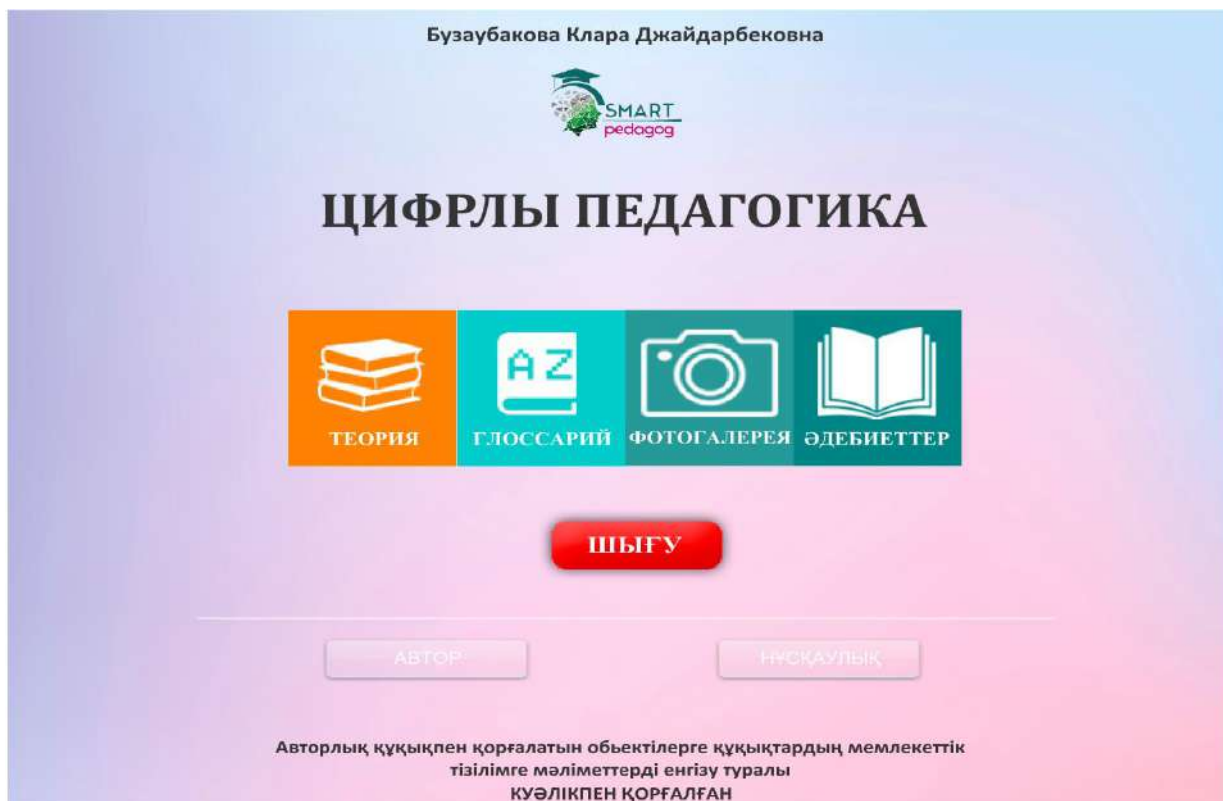 Бузаубакова Клара Джайдарбековна
SMART
pedagog
ЦИФРЛЫ ПЕДАГОГИКА
A Z
ТЕОРИЯ ГЛОССАРИЙ ФОТОГАЛЕРЕЯ ӘДЕБИЕТТЕР
ШЫҒУ
АВТОР НҰСҚАУЛЫҚ
Авторлық құқықпен қорғалатын обьектілерге құқықтардың мемлекеттік
тізілімге мәліметтерді енгізу туралы
КУӘЛІКПЕН ҚОРҒАЛҒАН